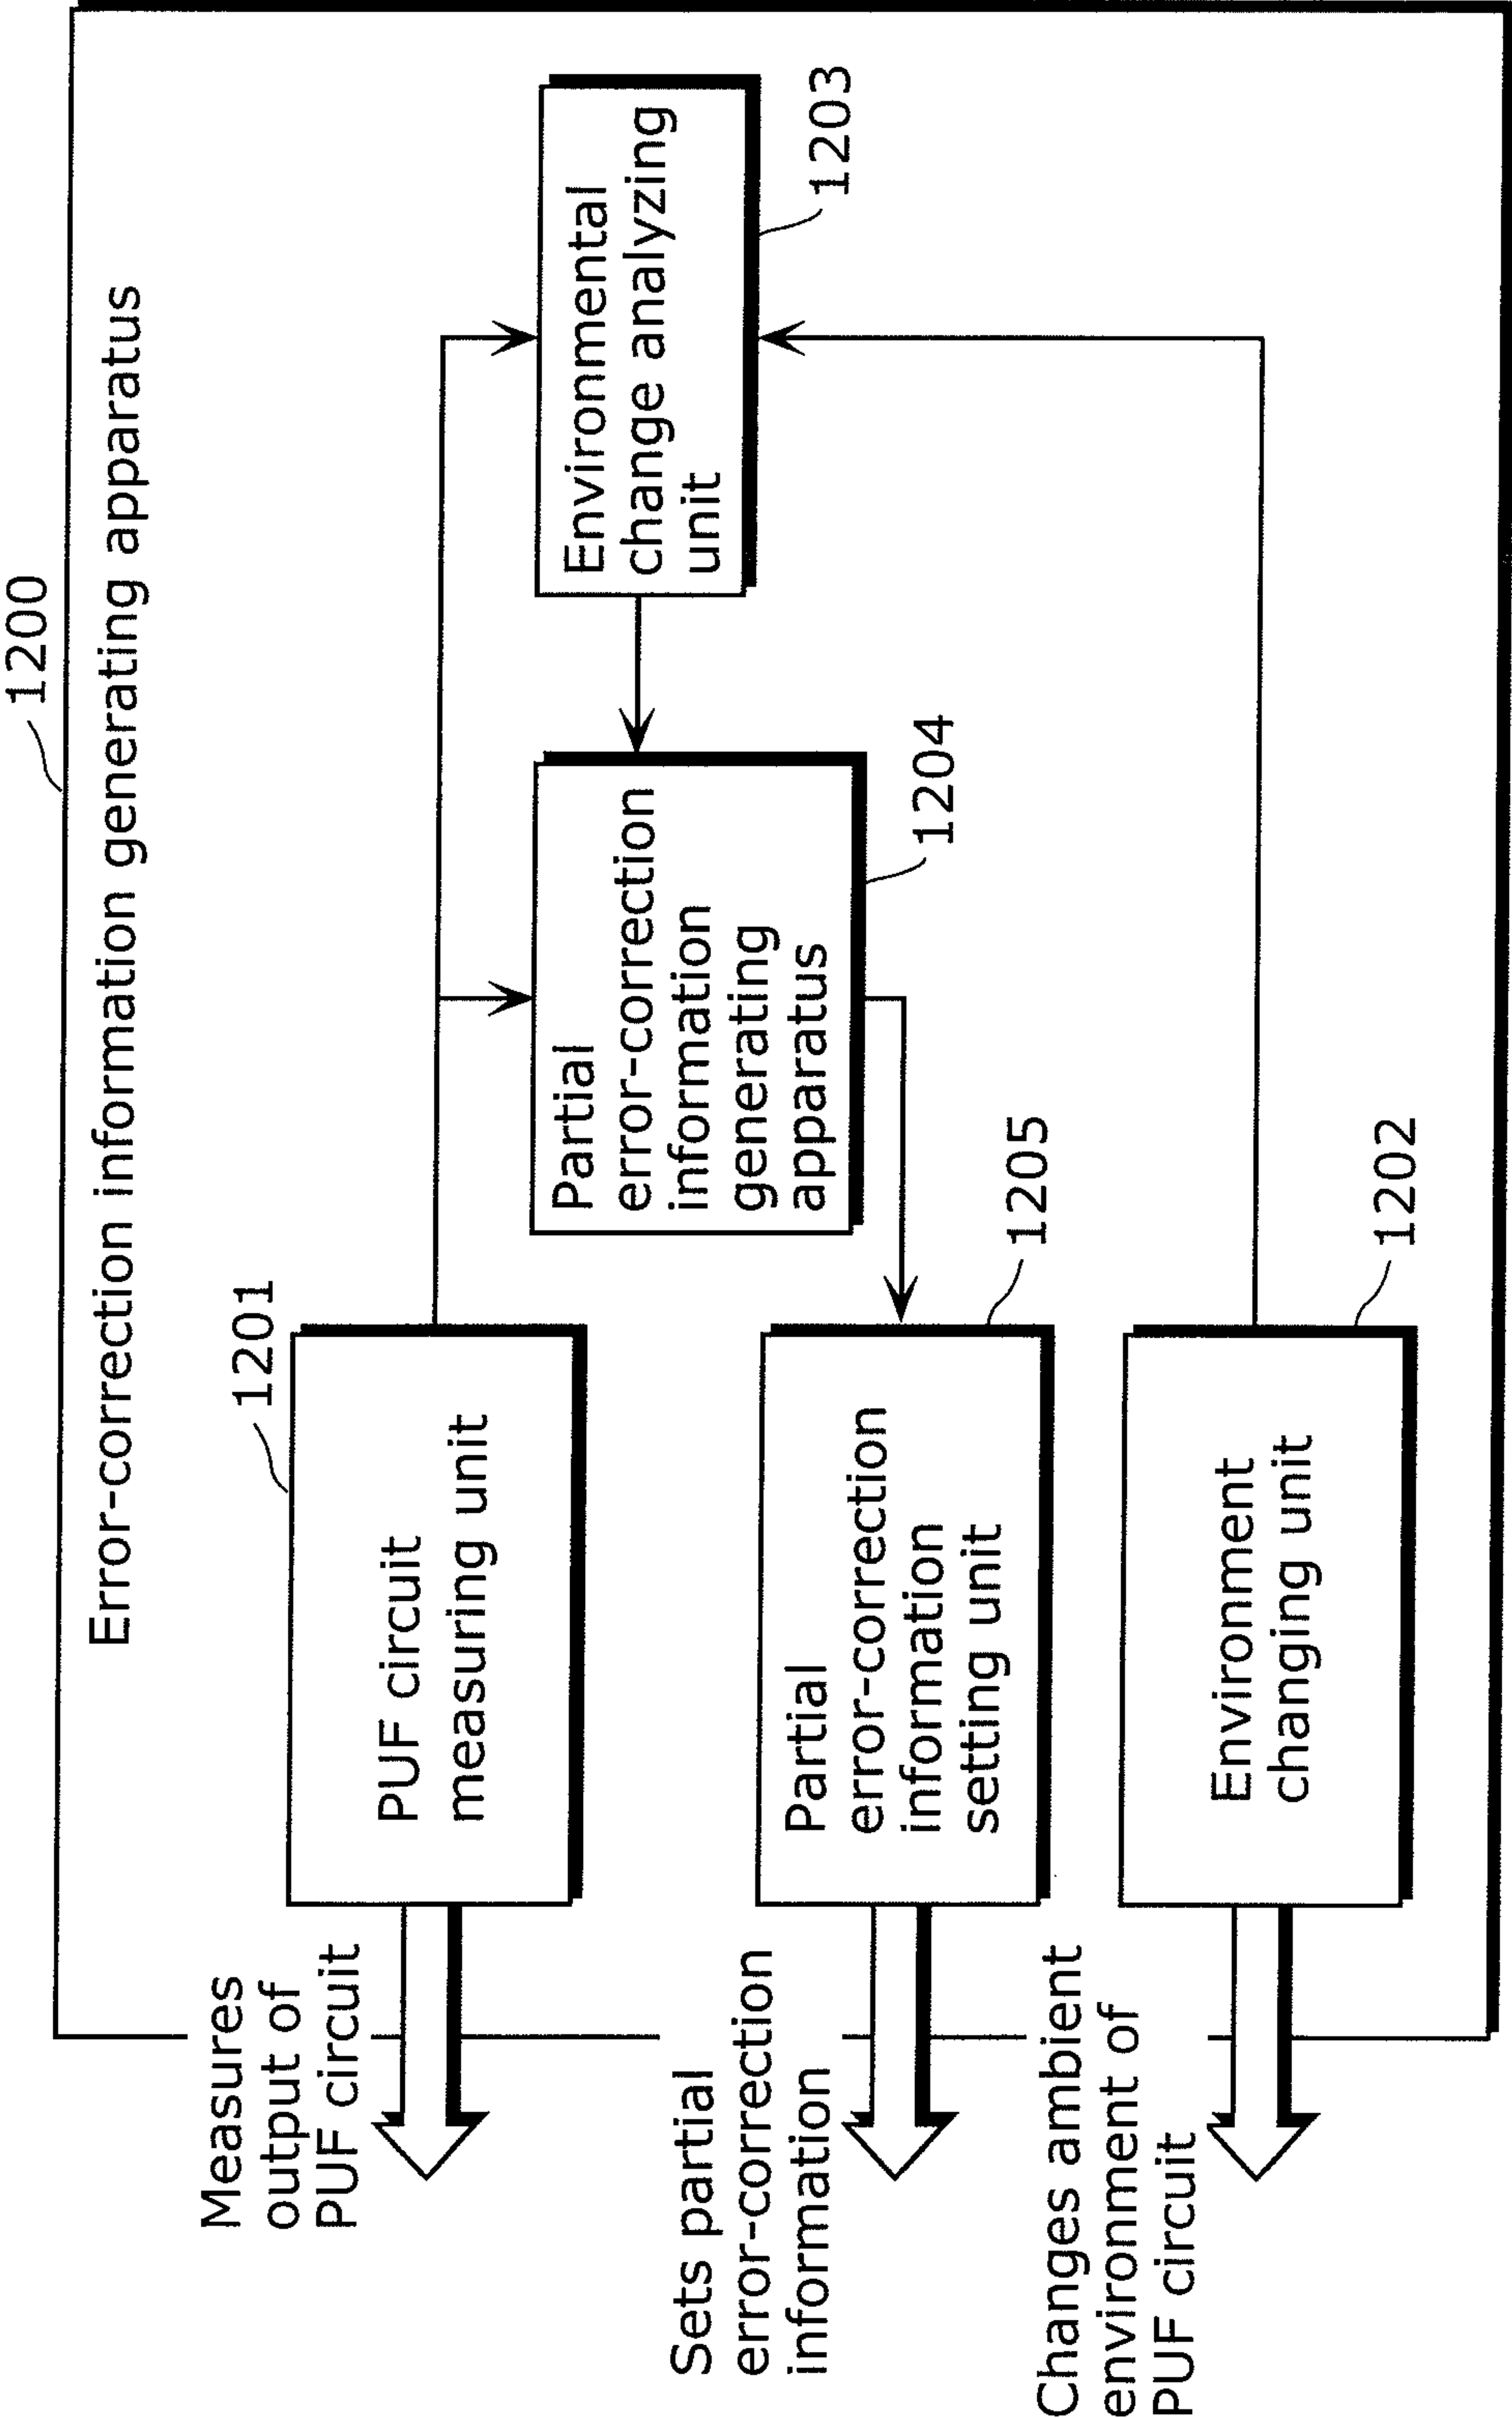 1200
Error-correction information generating apparatus
Measures
output of
PUF circuit
1201
PUF circuit
measuring unit
Environmental
change analyzing
unit
1203
Partial
error-correction
information
generating
apparatus
1204
Sets partial
error-correction
information
Partial
error-correction
information
setting unit
1205
Changes ambient
environment of
PUF circuit
Environment
changing unit
1202